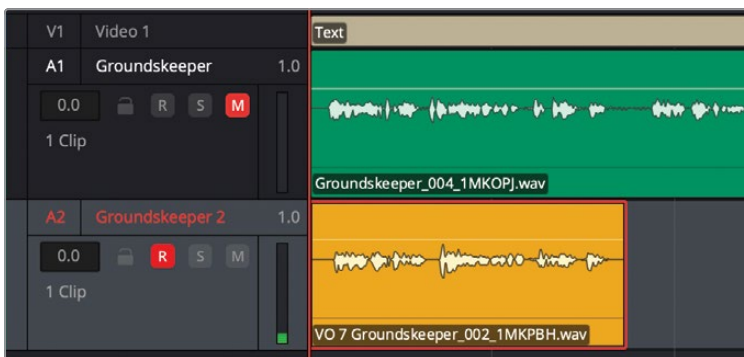 V1 Video 1 Text
A1 Groundskeeper 1.0
0.0 R S M
1 Clip
Groundskeeper_004_1MKOPJ.wav
A2 Groundskeeper 2 1.0
0.0 R S M
1 Clip
VO 7 Groundskeeper_002_1MKPBH.wav